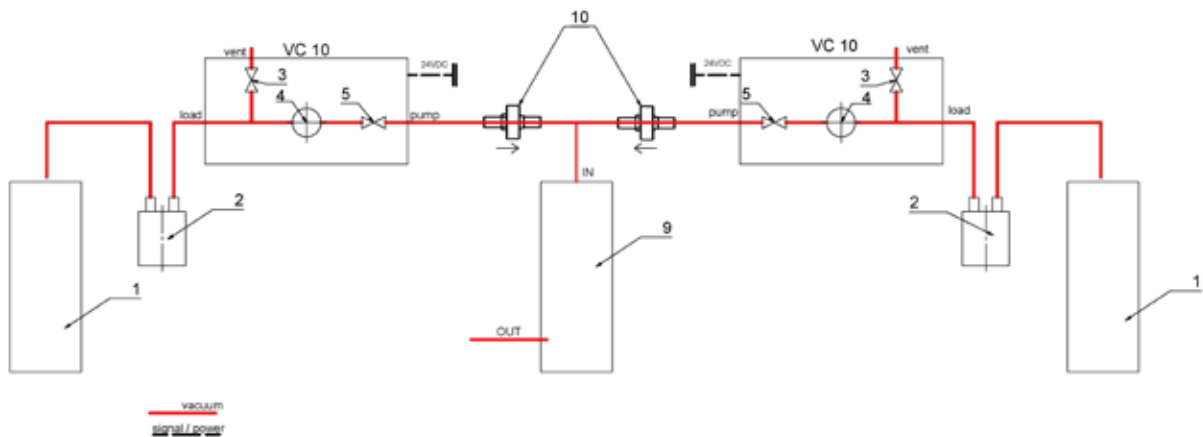 10
vent
VC 10
24VDC
24VDC
VC 10
vent
3
3
4
5
5
4
load
pump
pump
load
IN
2
2
9
1
1
OUT
vacuum
signal / power